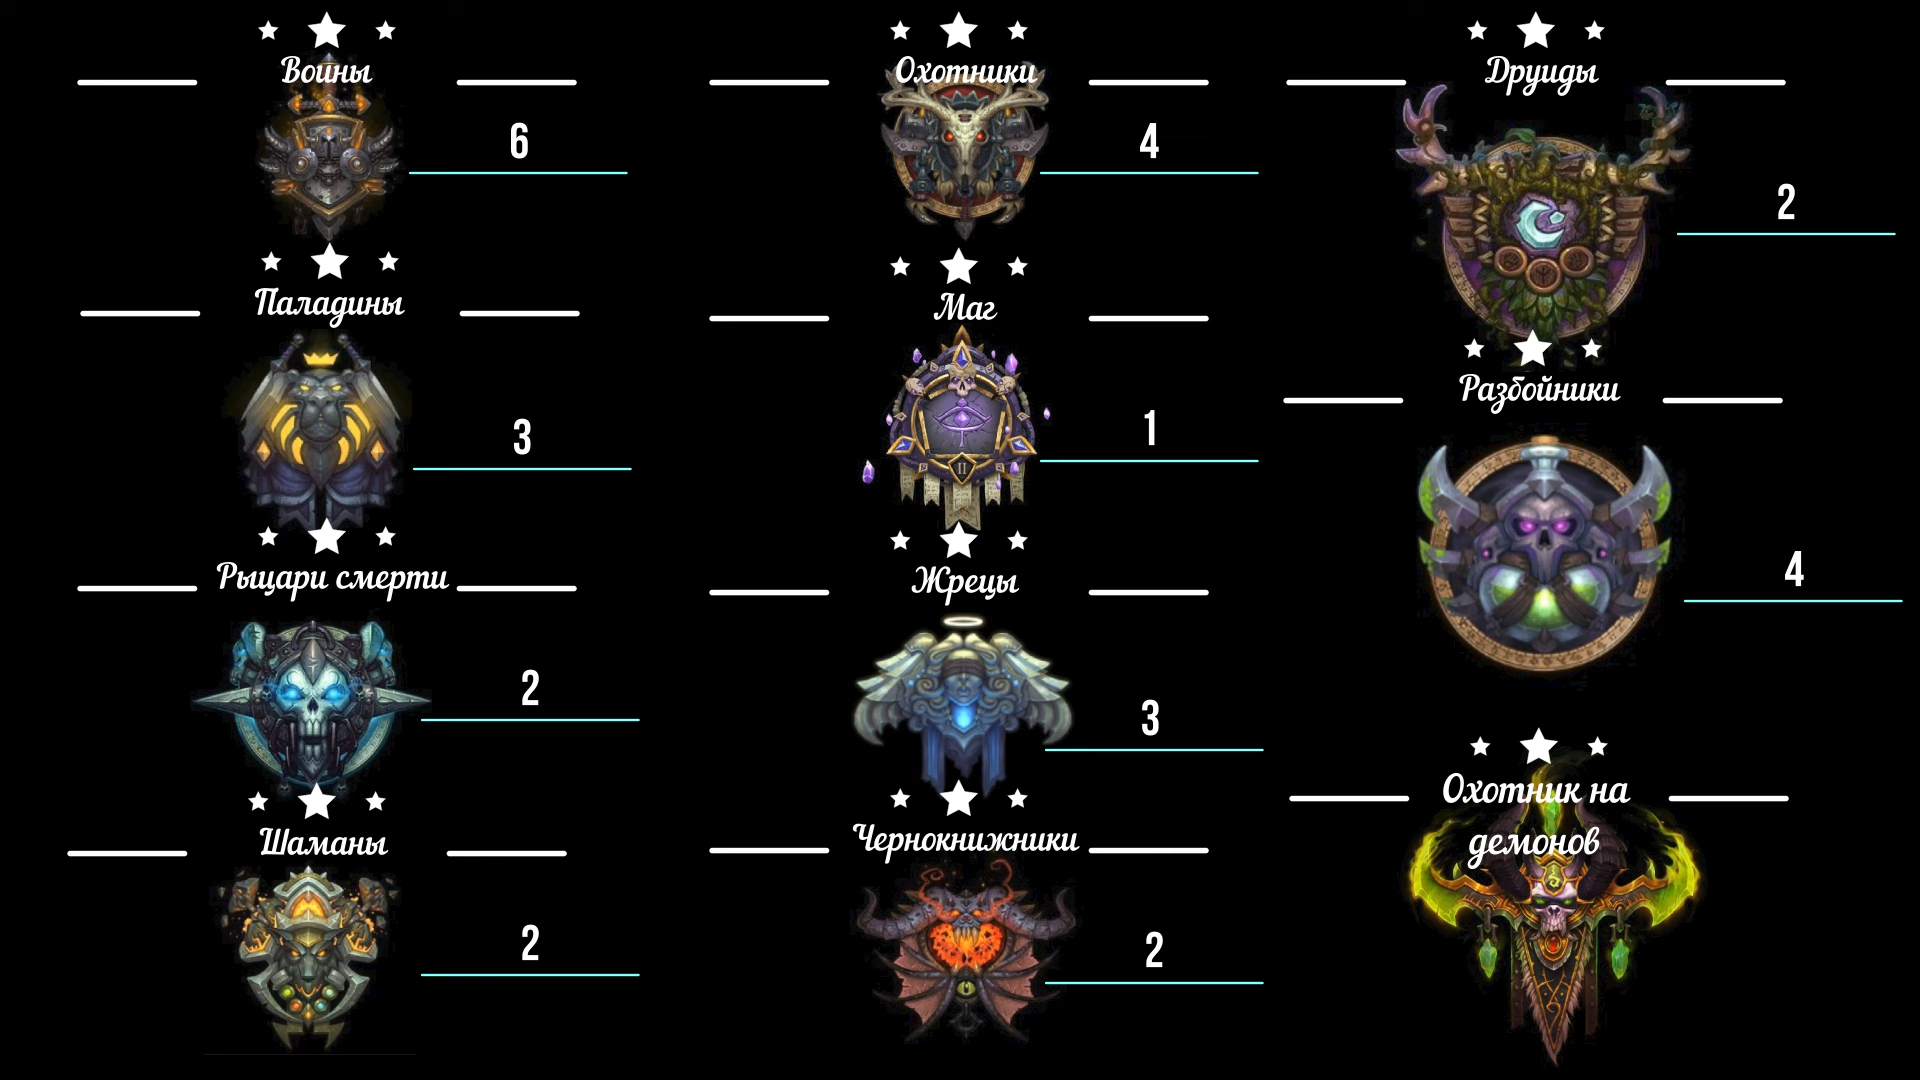 Воины
6
Паладины
3
Рыцари смерти
2
Шаманы
2
Охотники
4
Маг
1
II
Жрецы
3
Чернокнижники
2
Друиды
2
Разбойники
4
Охотник на
демонов